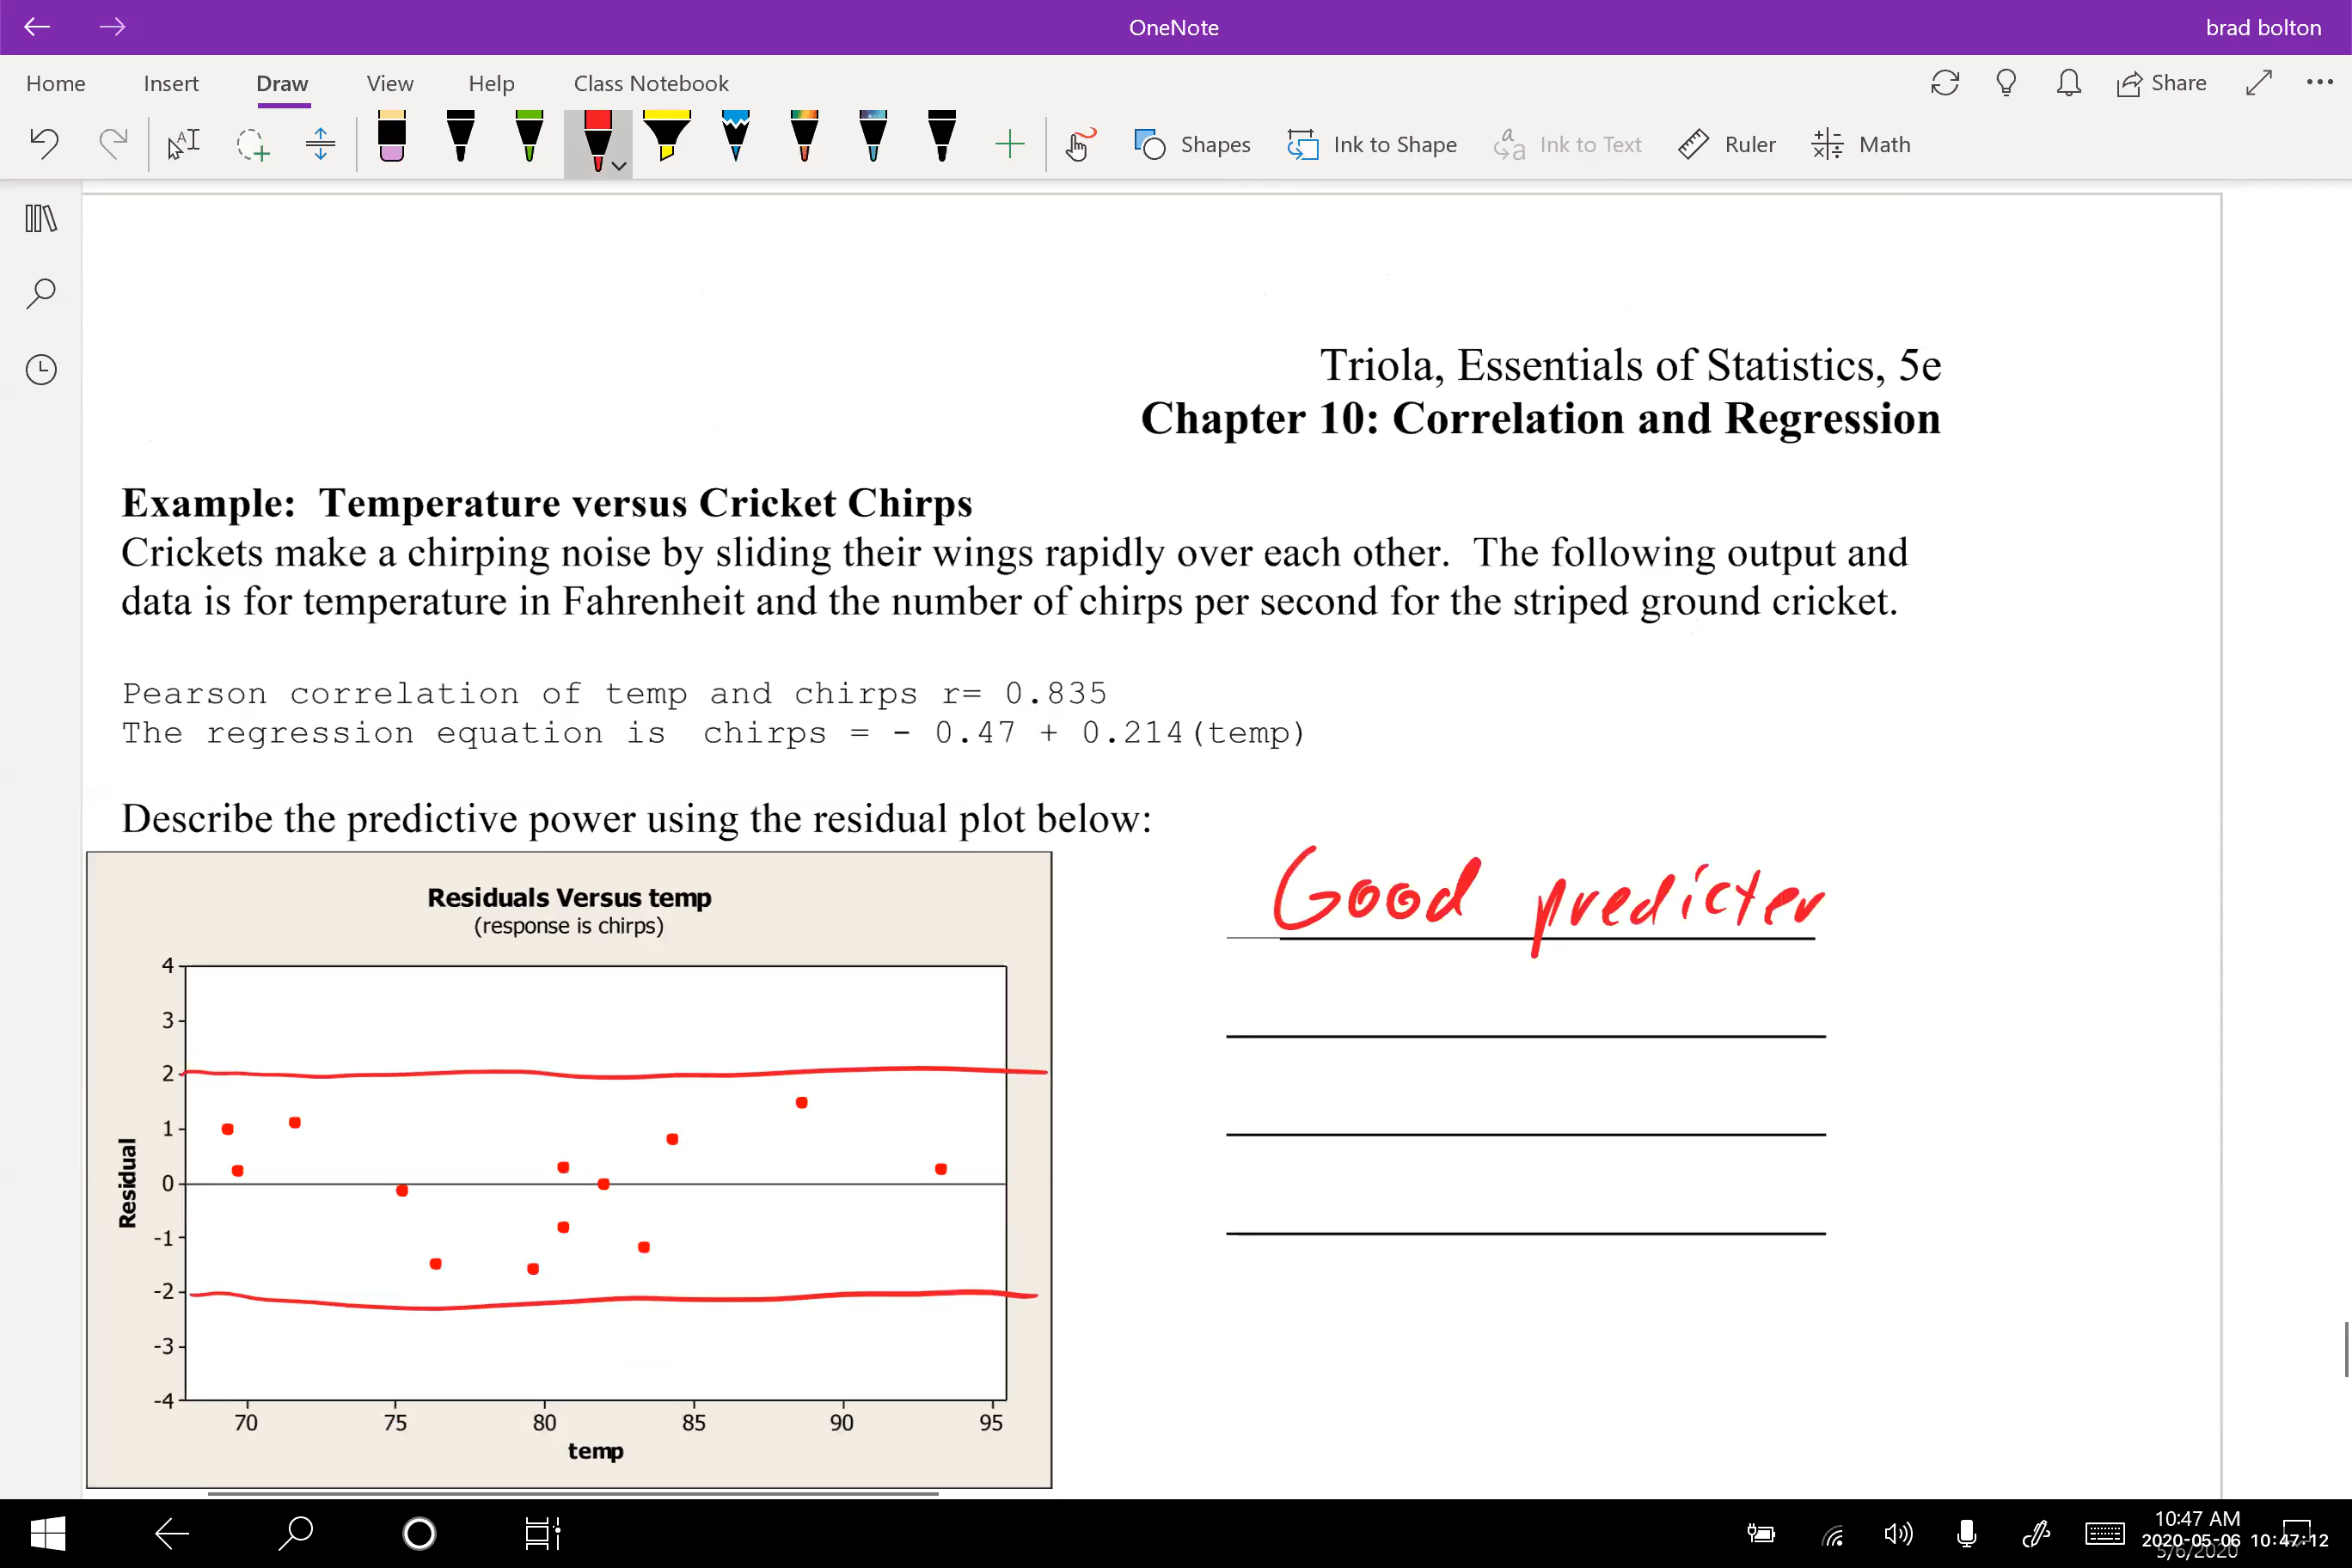 OneNote
brad bolton
Home Insert Draw View Help Class Notebook Share
Shapes Ink to Shape Ink to Text Ruler Math
Triola, Essentials of Statistics, 5e
Chapter 10: Correlation and Regression
Example: Temperature versus Cricket Chirps
Crickets make a chirping noise by sliding their wings rapidly over each other. The following output and
data is for temperature in Fahrenheit and the number of chirps per second for the striped ground cricket.
Pearson correlation of temp and chirps r= 0.835
The regression equation is chirps = - 0.47 + 0.214(temp)
Describe the predictive power using the residual plot below:
Good predicter
Residuals Versus temp
(response is chirps)
4
3
2
1
0
-1
-2
-3
-4
Residual
70 75 80 85 90 95
temp
10:47 AM
2020-05-06 10:47:12
5/6/2020